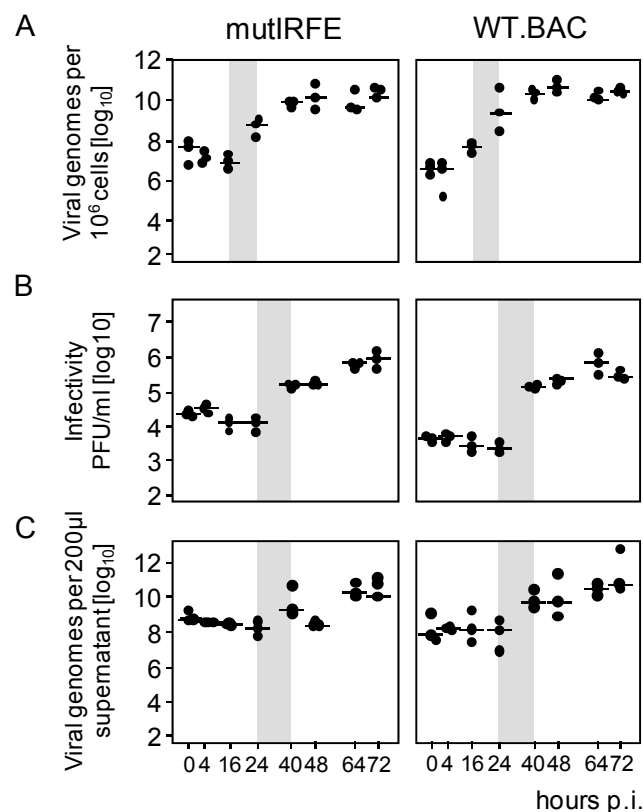 A
mutIRFE
WT.BAC
Viral genomes per
10⁶ cells [log₁₀]
12
10
8
6
4
2
B
Infectivity
PFU/ml [log10]
7
6
5
4
3
2
C
Viral genomes per 200µl
supernatant [log₁₀]
12
10
8
6
4
2
0 4 16 24 40 48 64 72
0 4 16 24 40 48 64 72
hours p.i.